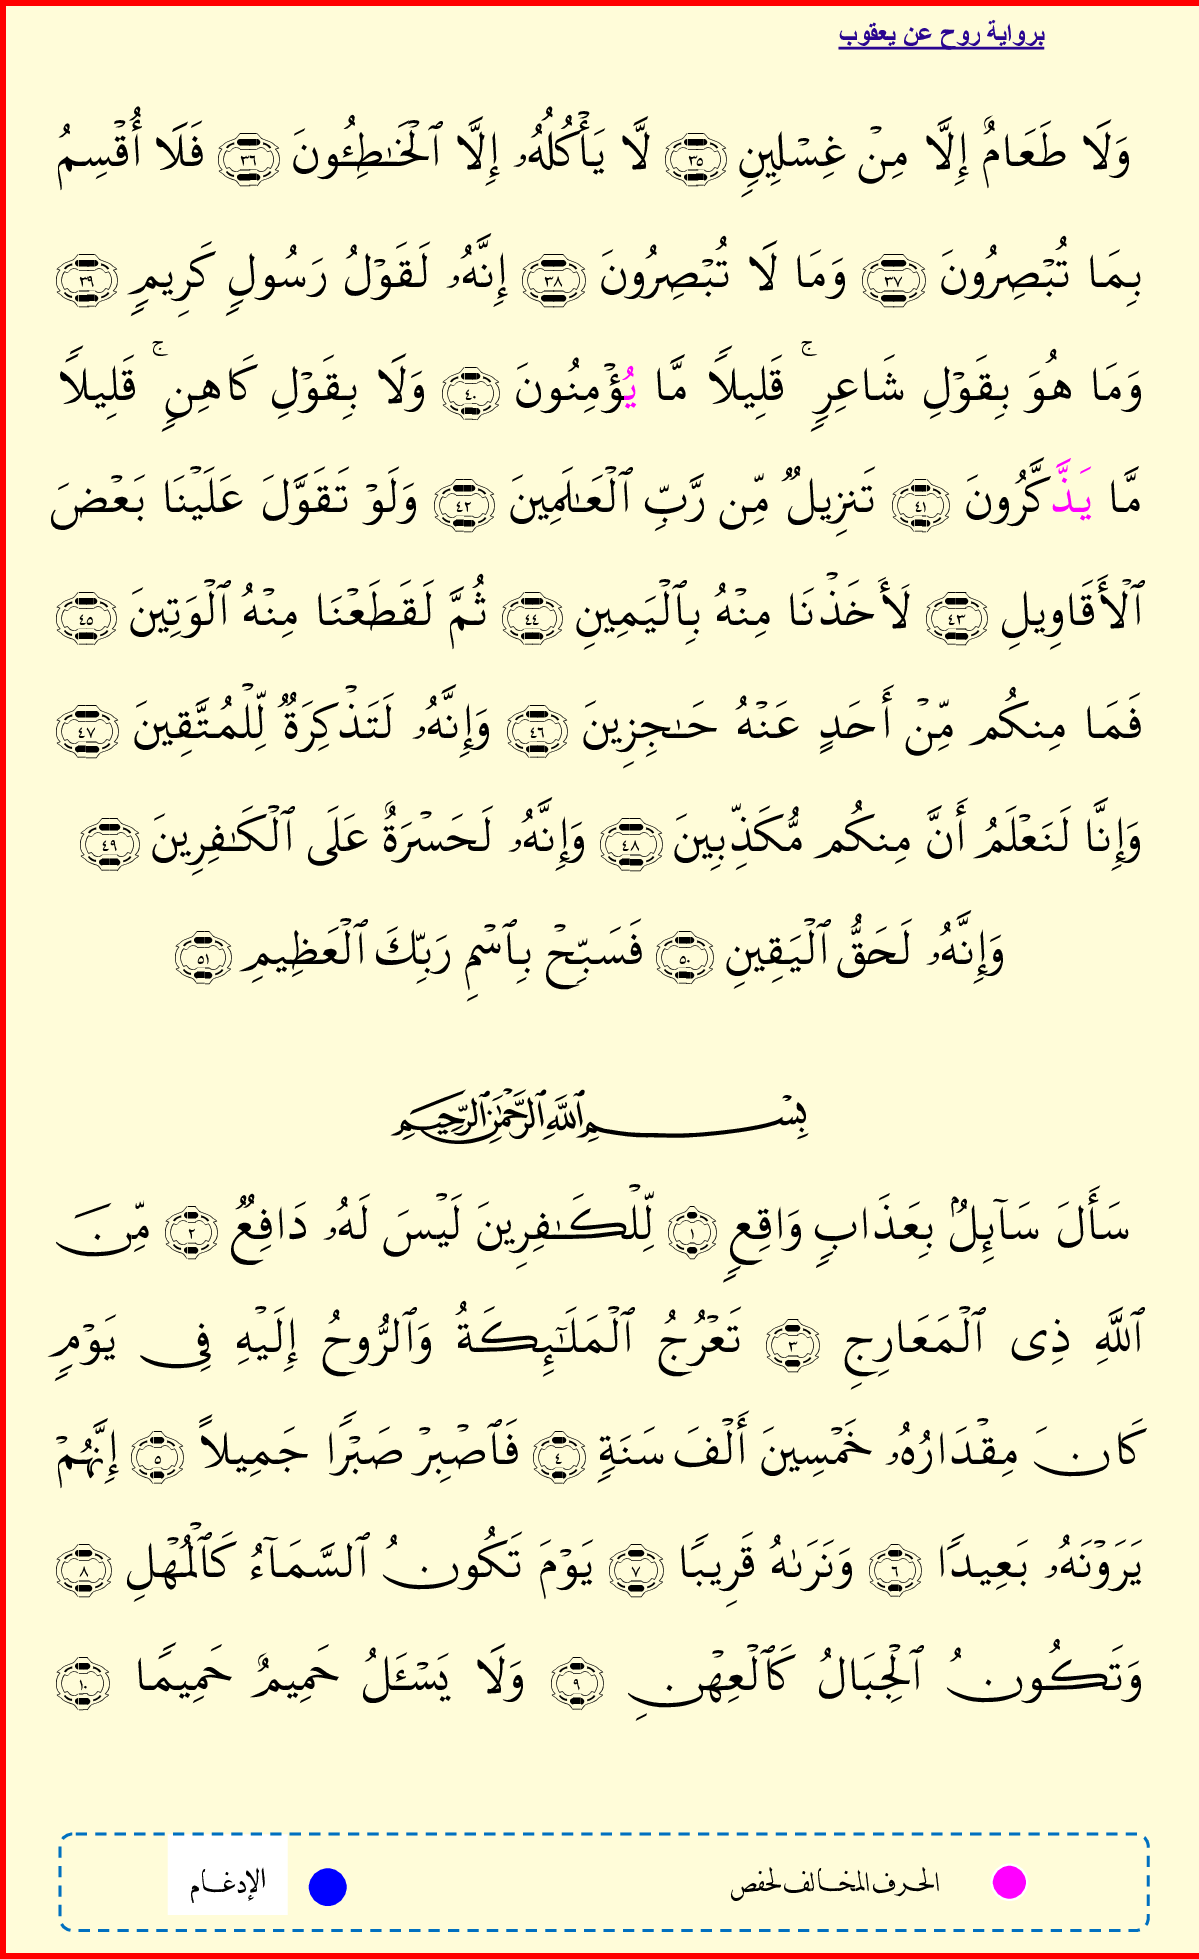 برواية روح عن يعقوب
وَلَا طَعَامٌ إِلَّا مِنْ غِسْلِينٍ ٣٥ لَّا يَأْكُلُهُۥ إِلَّا ٱلْخَـٰطِـُٔونَ ٣٦ فَلَا أُقْسِمُ
بِمَا تُبْصِرُونَ ٣٧ وَمَا لَا تُبْصِرُونَ ٣٨ إِنَّهُۥ لَقَوْلُ رَسُولٍ كَرِيمٍ ٣٩
وَمَا هُوَ بِقَوْلِ شَاعِرٍ ۚ قَلِيلاً مَّا يُؤْمِنُونَ ٤٠ وَلَا بِقَوْلِ كَاهِنٍ ۚ قَلِيلاً
مَّا يَذَّكَّرُونَ ٤١ تَنزِيلٌ مِّن رَّبِّ ٱلْعَـٰلَمِينَ ٤٢ وَلَوْ تَقَوَّلَ عَلَيْنَا بَعْضَ
ٱلْأَقَاوِيلِ ٤٣ لَأَخَذْنَا مِنْهُ بِٱلْيَمِينِ ٤٤ ثُمَّ لَقَطَعْنَا مِنْهُ ٱلْوَتِينَ ٤٥
فَمَا مِنكُم مِّنْ أَحَدٍ عَنْهُ حَـٰجِزِينَ ٤٦ وَإِنَّهُۥ لَتَذْكِرَةٌ لِّلْمُتَّقِينَ ٤٧
وَإِنَّا لَنَعْلَمُ أَنَّ مِنكُم مُّكَذِّبِينَ ٤٨ وَإِنَّهُۥ لَحَسْرَةٌ عَلَى ٱلْكَـٰفِرِينَ ٤٩
وَإِنَّهُۥ لَحَقُّ ٱلْيَقِينِ ٥٠ فَسَبِّحْ بِٱسْمِ رَبِّكَ ٱلْعَظِيمِ ٥١
بِسْمِ ٱللَّهِ ٱلرَّحْمَـٰنِ ٱلرَّحِيمِ
سَأَلَ سَآئِلٌۢ بِعَذَابٍ وَاقِعٍ ١ لِّلْكَـٰفِرِينَ لَيْسَ لَهُۥ دَافِعٌ ٢ مِّنَ
ٱللَّهِ ذِى ٱلْمَعَارِجِ ٣ تَعْرُجُ ٱلْمَلَـٰٓئِكَةُ وَٱلرُّوحُ إِلَيْهِ فِى يَوْمٍ
كَانَ مِقْدَارُهُۥ خَمْسِينَ أَلْفَ سَنَةٍ ٤ فَٱصْبِرْ صَبْرًا جَمِيلاً ٥ إِنَّهُمْ
يَرَوْنَهُۥ بَعِيدًا ٦ وَنَرَىٰهُ قَرِيبًا ٧ يَوْمَ تَكُونُ ٱلسَّمَآءُ كَٱلْمُهْلِ ٨
وَتَكُونُ ٱلْجِبَالُ كَٱلْعِهْنِ ٩ وَلَا يَسْـَٔلُ حَمِيمٌ حَمِيمًا ١٠
الحرف المخالف لحفص
الإدغام